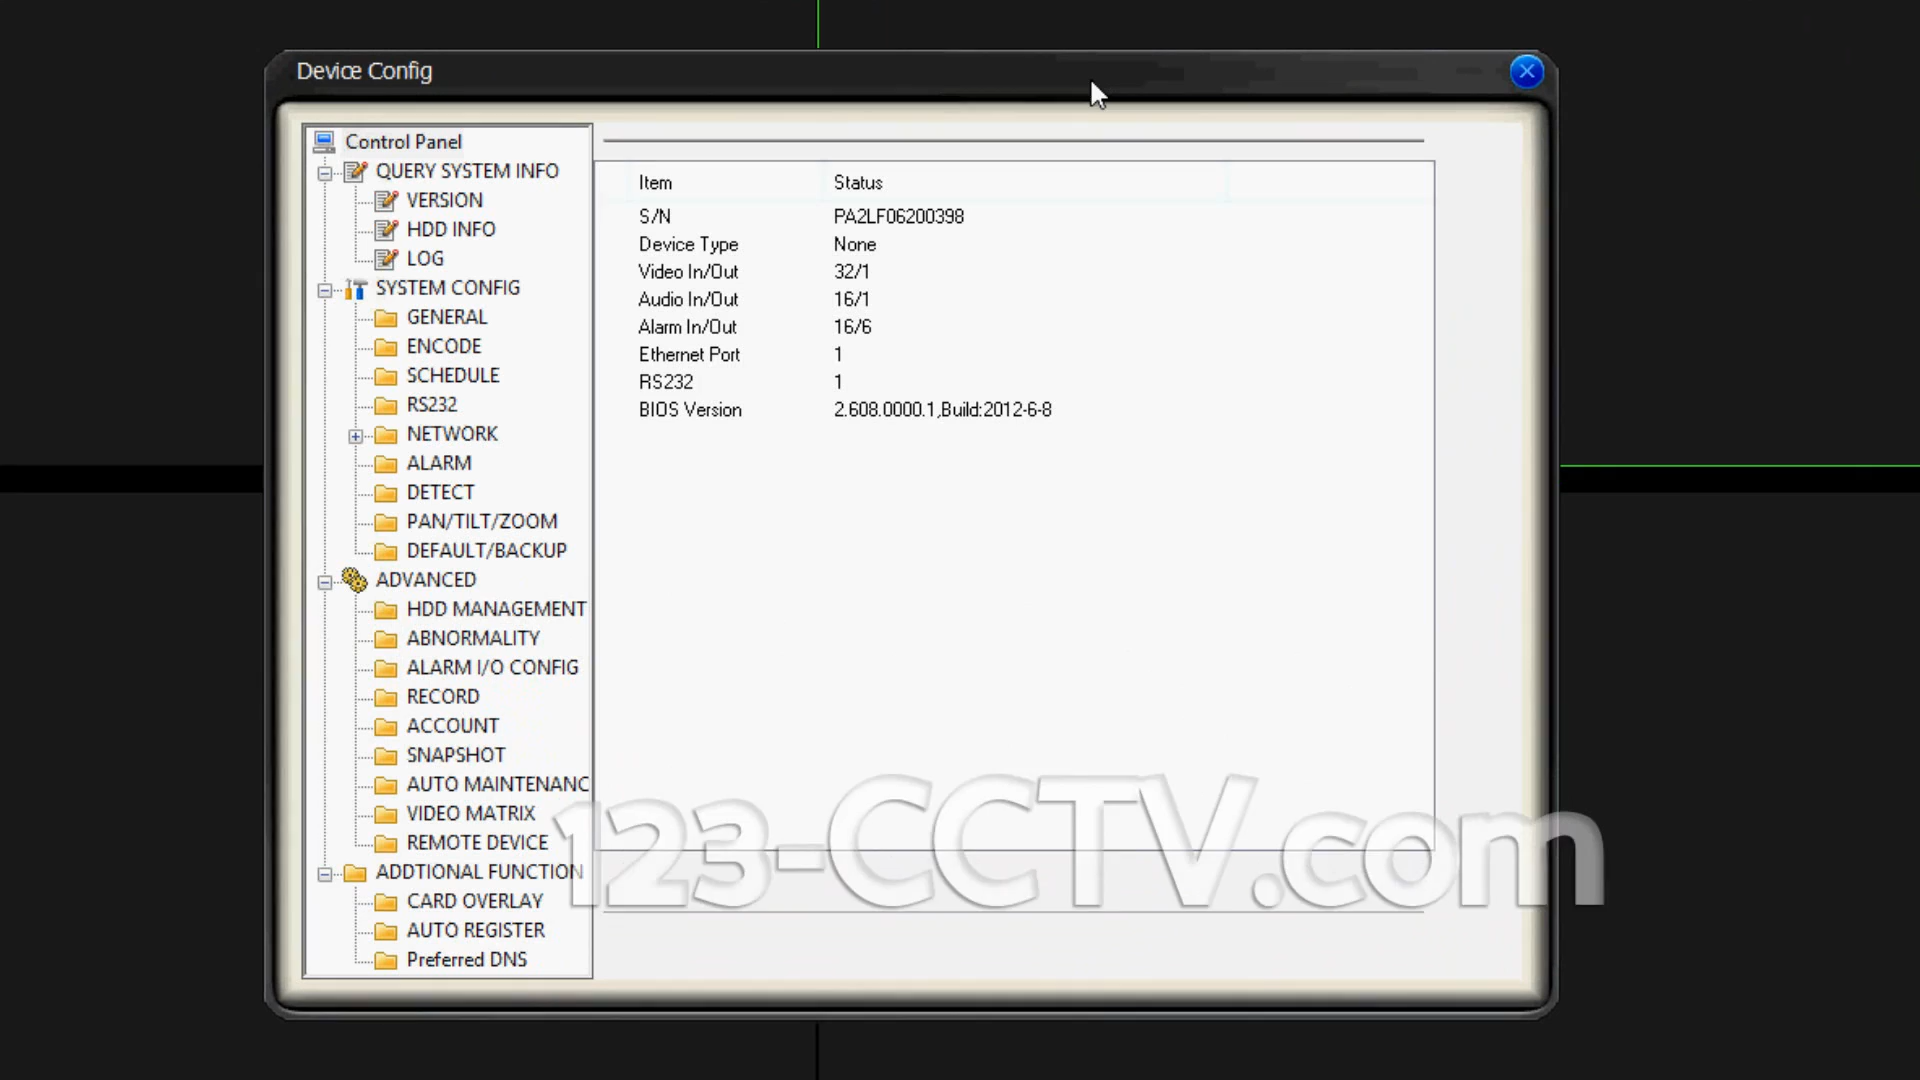 Device Config
Control Panel
QUERY SYSTEM INFO
VERSION
HDD INFO
LOG
SYSTEM CONFIG
GENERAL
ENCODE
SCHEDULE
RS232
NETWORK
ALARM
DETECT
PAN/TILT/ZOOM
DEFAULT/BACKUP
ADVANCED
HDD MANAGEMENT
ABNORMALITY
ALARM I/O CONFIG
RECORD
ACCOUNT
SNAPSHOT
AUTO MAINTENANC
VIDEO MATRIX
REMOTE DEVICE
ADDTIONAL FUNCTION
CARD OVERLAY
AUTO REGISTER
Preferred DNS
Item Status
S/N PA2LF06200398
Device Type None
Video In/Out 32/1
Audio In/Out 16/1
Alarm In/Out 16/6
Ethernet Port 1
RS232 1
BIOS Version 2.608.0000.1,Build:2012-6-8
123-CCTV.com